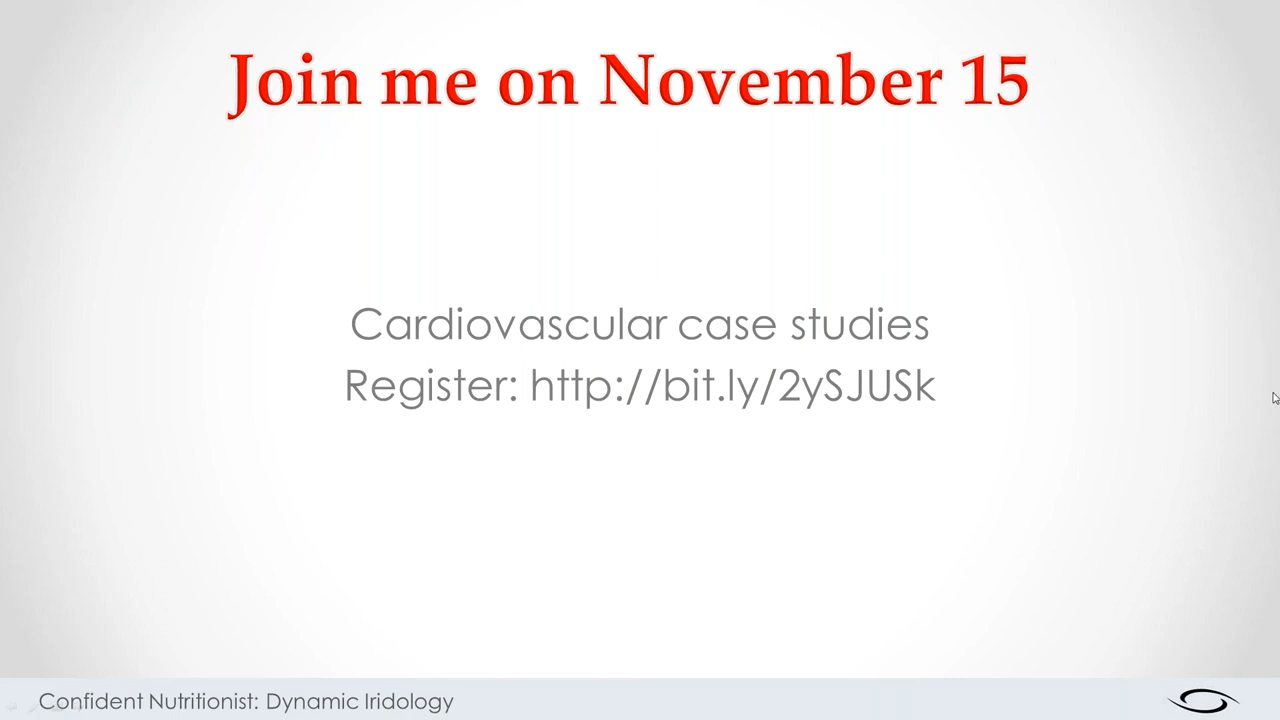 Join me on November 15
Cardiovascular case studies
Register: http://bit.ly/2ySJUSk
Confident Nutritionist: Dynamic Iridology